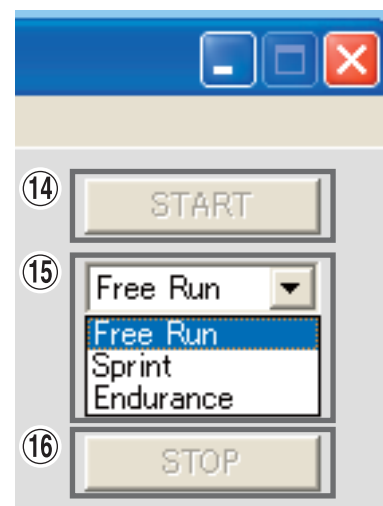 ⑭ START
⑮ Free Run
Free Run
Sprint
Endurance
⑯ STOP